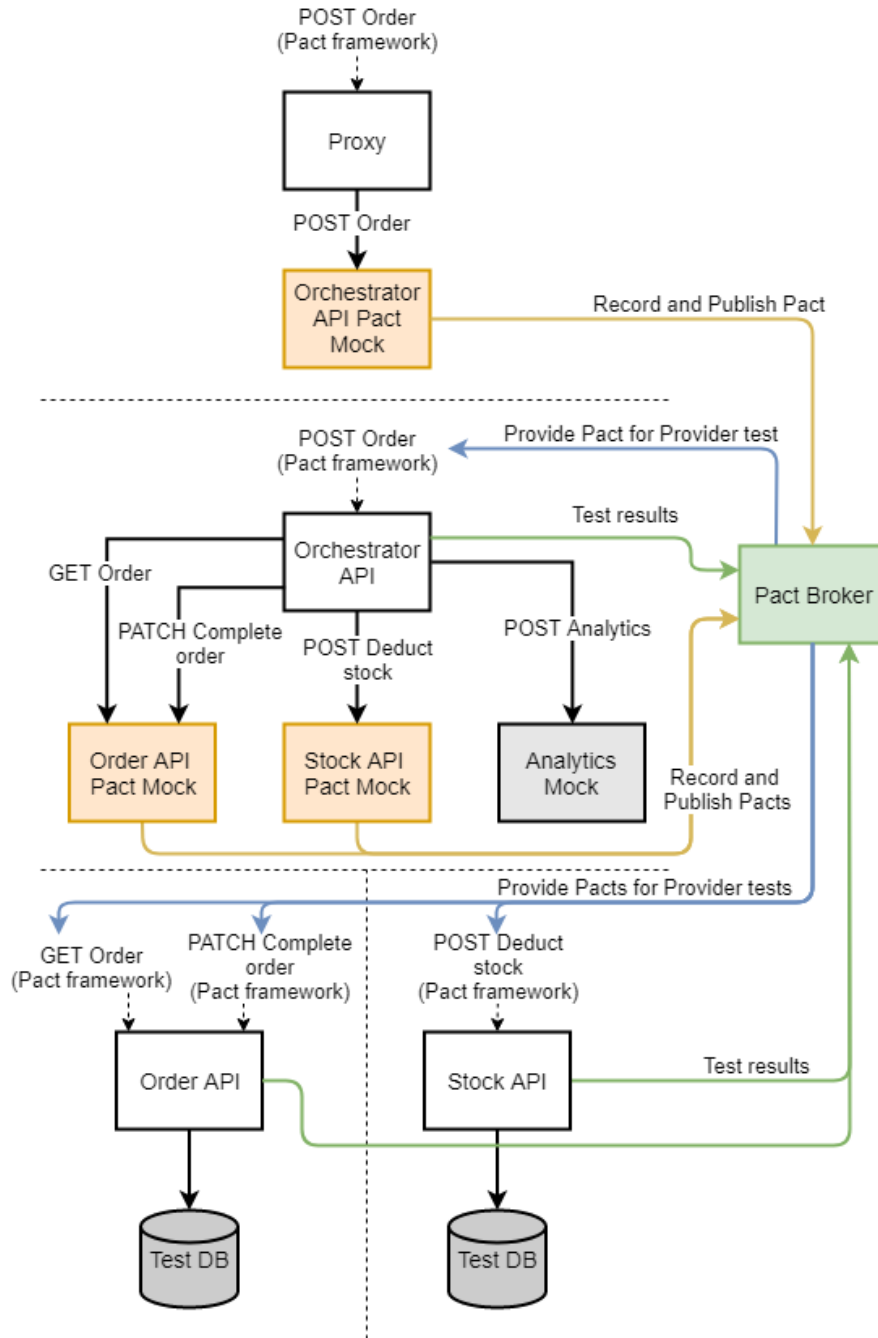 POST Order
(Pact framework)
Proxy
POST Order
Orchestrator
API Pact
Mock
Record and Publish Pact
POST Order
(Pact framework)
Provide Pact for Provider test
Test results
Orchestrator
API
GET Order
Pact Broker
PATCH Complete
order
POST Deduct
stock
POST Analytics
Order API
Pact Mock
Stock API
Pact Mock
Analytics
Mock
Record and
Publish Pacts
Provide Pacts for Provider tests
GET Order
(Pact framework)
PATCH Complete
order
(Pact framework)
POST Deduct
stock
(Pact framework)
Order API
Stock API
Test results
Test DB
Test DB